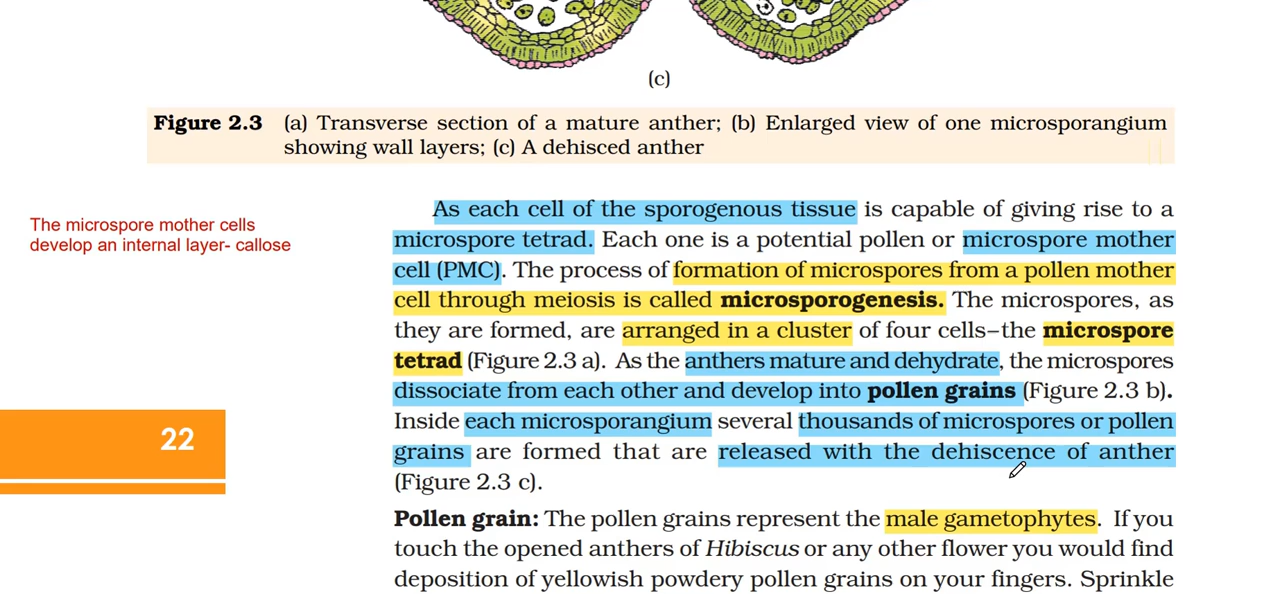 (c)
Figure 2.3 (a) Transverse section of a mature anther; (b) Enlarged view of one microsporangium
showing wall layers; (c) A dehisced anther
The microspore mother cells
develop an internal layer- callose
As each cell of the sporogenous tissue is capable of giving rise to a
microspore tetrad. Each one is a potential pollen or microspore mother
cell (PMC). The process of formation of microspores from a pollen mother
cell through meiosis is called microsporogenesis. The microspores, as
they are formed, are arranged in a cluster of four cells–the microspore
tetrad (Figure 2.3 a). As the anthers mature and dehydrate, the microspores
dissociate from each other and develop into pollen grains (Figure 2.3 b).
Inside each microsporangium several thousands of microspores or pollen
grains are formed that are released with the dehiscence of anther
(Figure 2.3 c).
22
Pollen grain: The pollen grains represent the male gametophytes. If you
touch the opened anthers of Hibiscus or any other flower you would find
deposition of yellowish powdery pollen grains on your fingers. Sprinkle